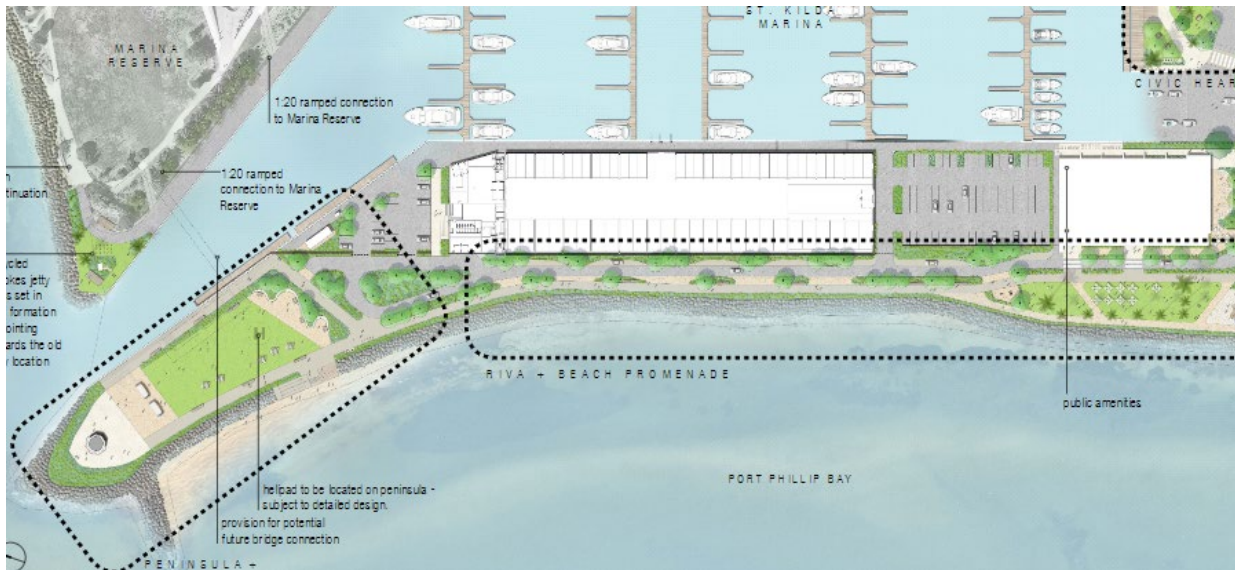 ST. KILDA
MARINA
MARINA
RESERVE
CIVIC HEAR
1:20 ramped connection
to Marina Reserve
1:20 ramped
connection to Marina
Reserve
tinuation
ycled
okes jetty
s set in
formation
ointing
ards the old
location
RIVA + BEACH PROMENADE
public amenities
PORT PHILLIP BAY
helipad to be located on peninsula -
subject to detailed design.
provision for potential
future bridge connection
PENINSULA +